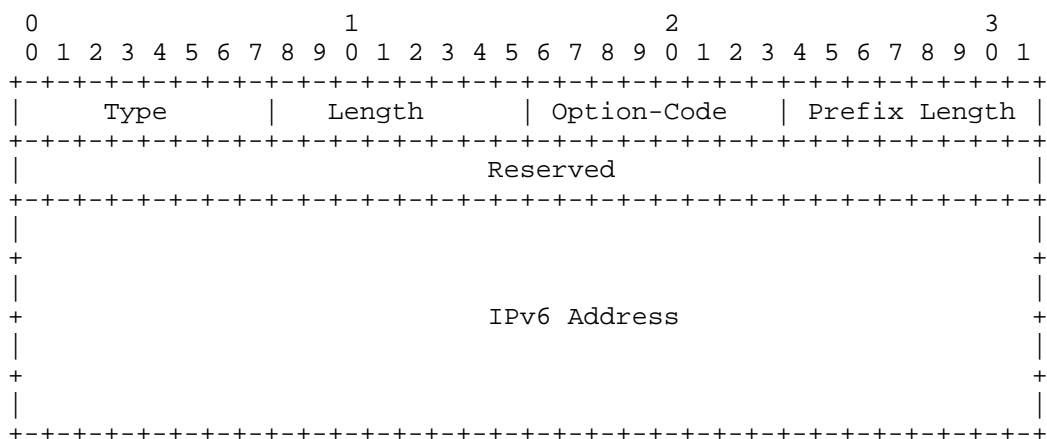 0                   1                   2                   3
 0 1 2 3 4 5 6 7 8 9 0 1 2 3 4 5 6 7 8 9 0 1 2 3 4 5 6 7 8 9 0 1
+-+-+-+-+-+-+-+-+-+-+-+-+-+-+-+-+-+-+-+-+-+-+-+-+-+-+-+-+-+-+-+-+
|     Type      |   Length      | Option-Code   | Prefix Length |
+-+-+-+-+-+-+-+-+-+-+-+-+-+-+-+-+-+-+-+-+-+-+-+-+-+-+-+-+-+-+-+-+
|                             Reserved                          |
+-+-+-+-+-+-+-+-+-+-+-+-+-+-+-+-+-+-+-+-+-+-+-+-+-+-+-+-+-+-+-+-+
|                                                               |
+                                                               +
|                                                               |
+                             IPv6 Address                      +
|                                                               |
+                                                               +
|                                                               |
+-+-+-+-+-+-+-+-+-+-+-+-+-+-+-+-+-+-+-+-+-+-+-+-+-+-+-+-+-+-+-+-+